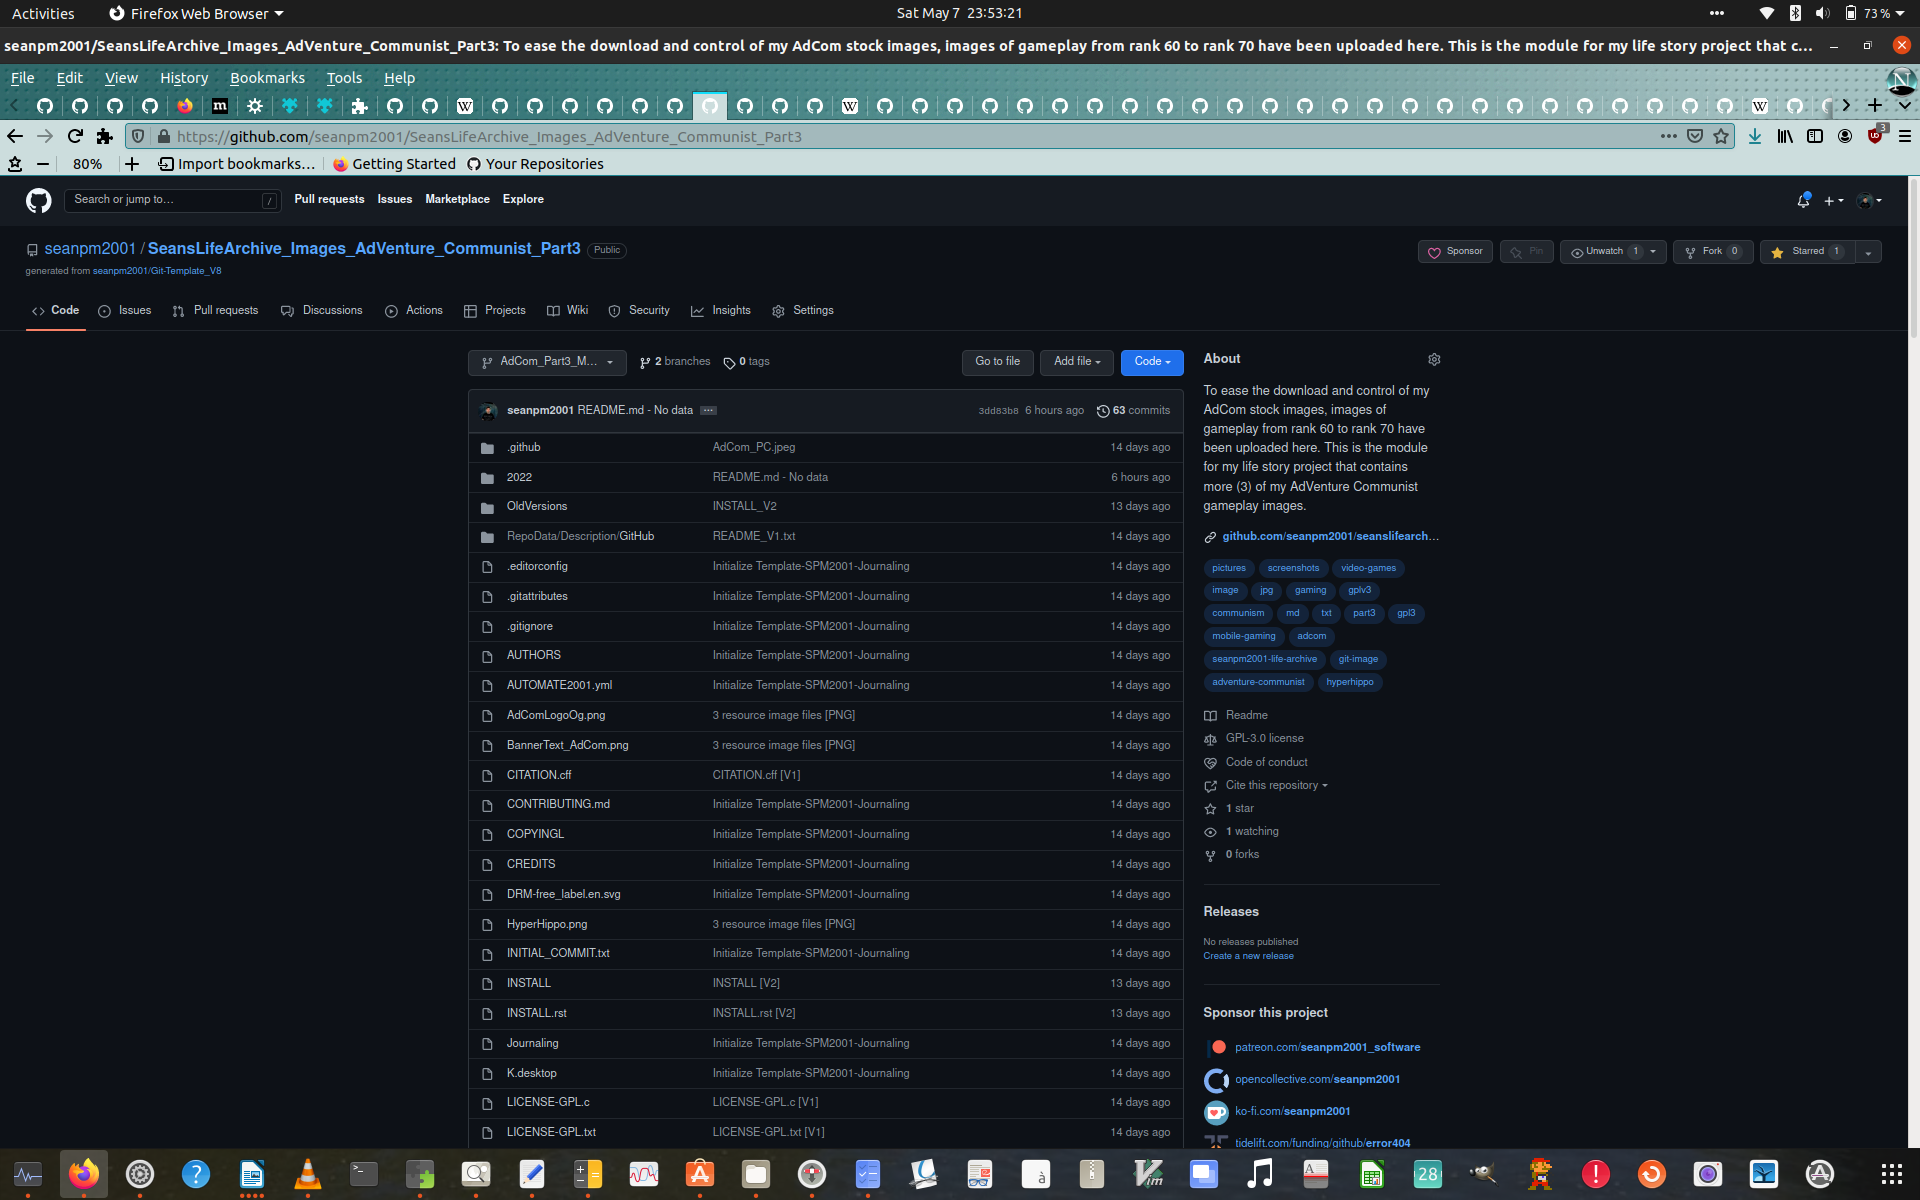 Activities Firefox Web Browser Sat May 7 23:53:21 73 %
seanpm2001/SeansLifeArchive_Images_AdVenture_Communist_Part3: To ease the download and control of my AdCom stock images, images of gameplay from rank 60 to rank 70 have been uploaded here. This is the module for my life story project that c...
File Edit View History Bookmarks Tools Help
https://github.com/seanpm2001/SeansLifeArchive_Images_AdVenture_Communist_Part3 3
80% Import bookmarks... Getting Started Your Repositories
Search or jump to... / Pull requests Issues Marketplace Explore
seanpm2001 / SeansLifeArchive_Images_AdVenture_Communist_Part3 Public Sponsor Pin Unwatch 1 Fork 0 Starred 1
generated from seanpm2001/Git-Template_V8
Code Issues Pull requests Discussions Actions Projects Wiki Security Insights Settings
AdCom_Part3_M... 2 branches 0 tags Go to file Add file Code
seanpm2001 README.md - No data ... 3dd83b8 6 hours ago 63 commits
.github AdCom_PC.jpeg 14 days ago
2022 README.md - No data 6 hours ago
OldVersions INSTALL_V2 13 days ago
RepoData/Description/GitHub README_V1.txt 14 days ago
.editorconfig Initialize Template-SPM2001-Journaling 14 days ago
.gitattributes Initialize Template-SPM2001-Journaling 14 days ago
.gitignore Initialize Template-SPM2001-Journaling 14 days ago
AUTHORS Initialize Template-SPM2001-Journaling 14 days ago
AUTOMATE2001.yml Initialize Template-SPM2001-Journaling 14 days ago
AdComLogoOg.png 3 resource image files [PNG] 14 days ago
BannerText_AdCom.png 3 resource image files [PNG] 14 days ago
CITATION.cff CITATION.cff [V1] 14 days ago
CONTRIBUTING.md Initialize Template-SPM2001-Journaling 14 days ago
COPYINGL Initialize Template-SPM2001-Journaling 14 days ago
CREDITS Initialize Template-SPM2001-Journaling 14 days ago
DRM-free_label.en.svg Initialize Template-SPM2001-Journaling 14 days ago
HyperHippo.png 3 resource image files [PNG] 14 days ago
INITIAL_COMMIT.txt Initialize Template-SPM2001-Journaling 14 days ago
INSTALL INSTALL [V2] 13 days ago
INSTALL.rst INSTALL.rst [V2] 13 days ago
Journaling Initialize Template-SPM2001-Journaling 14 days ago
K.desktop Initialize Template-SPM2001-Journaling 14 days ago
LICENSE-GPL.c LICENSE-GPL.c [V1] 14 days ago
LICENSE-GPL.txt LICENSE-GPL.txt [V1] 14 days ago
About
To ease the download and control of my
AdCom stock images, images of
gameplay from rank 60 to rank 70 have
been uploaded here. This is the module
for my life story project that contains
more (3) of my AdVenture Communist
gameplay images.
github.com/seanpm2001/seanslifearch...
pictures screenshots video-games
image jpg gaming gplv3
communism md txt part3 gpl3
mobile-gaming adcom
seanpm2001-life-archive git-image
adventure-communist hyperhippo
Readme
GPL-3.0 license
Code of conduct
Cite this repository
1 star
1 watching
0 forks
Releases
No releases published
Create a new release
Sponsor this project
patreon.com/seanpm2001_software
opencollective.com/seanpm2001
ko-fi.com/seanpm2001
tidelift.com/funding/github/error404
28